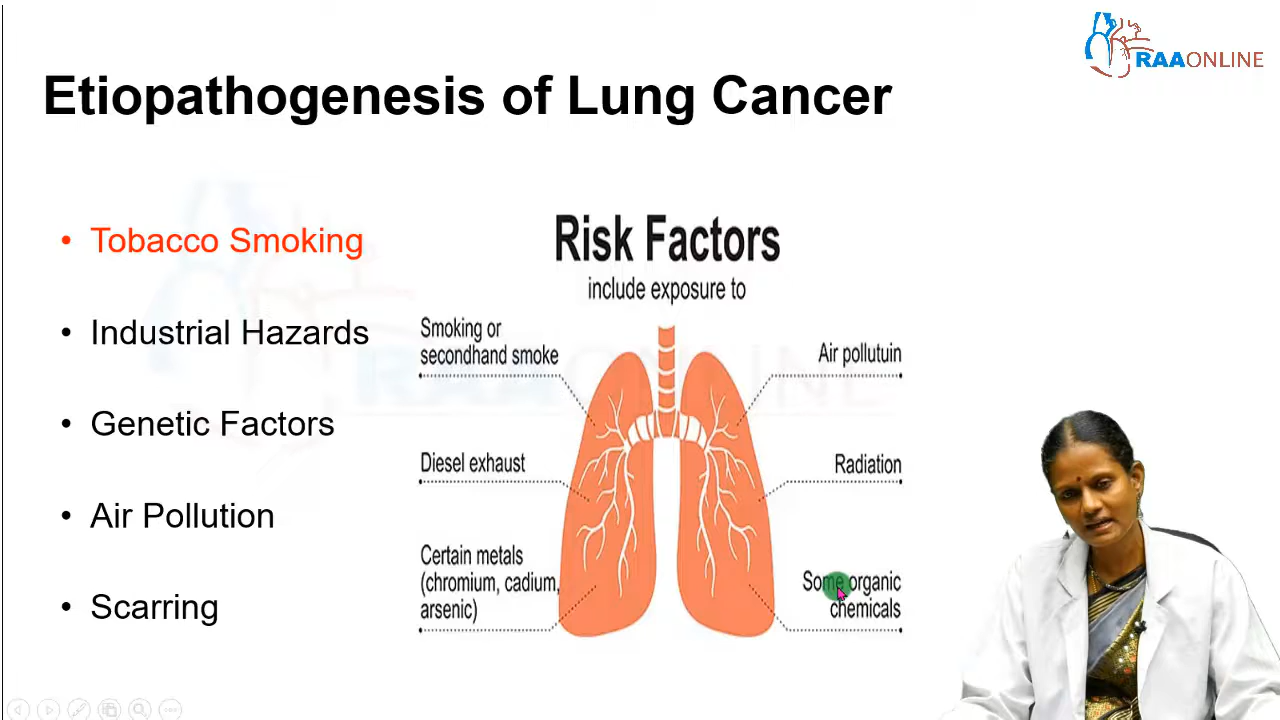 RAAONLINE
Etiopathogenesis of Lung Cancer
• Tobacco Smoking
• Industrial Hazards
• Genetic Factors
• Air Pollution
• Scarring
Risk Factors
include exposure to
Smoking or
secondhand smoke
Diesel exhaust
Certain metals
(chromium, cadium,
arsenic)
Air pollutuin
Radiation
Some organic
chemicals
RAAONLINE